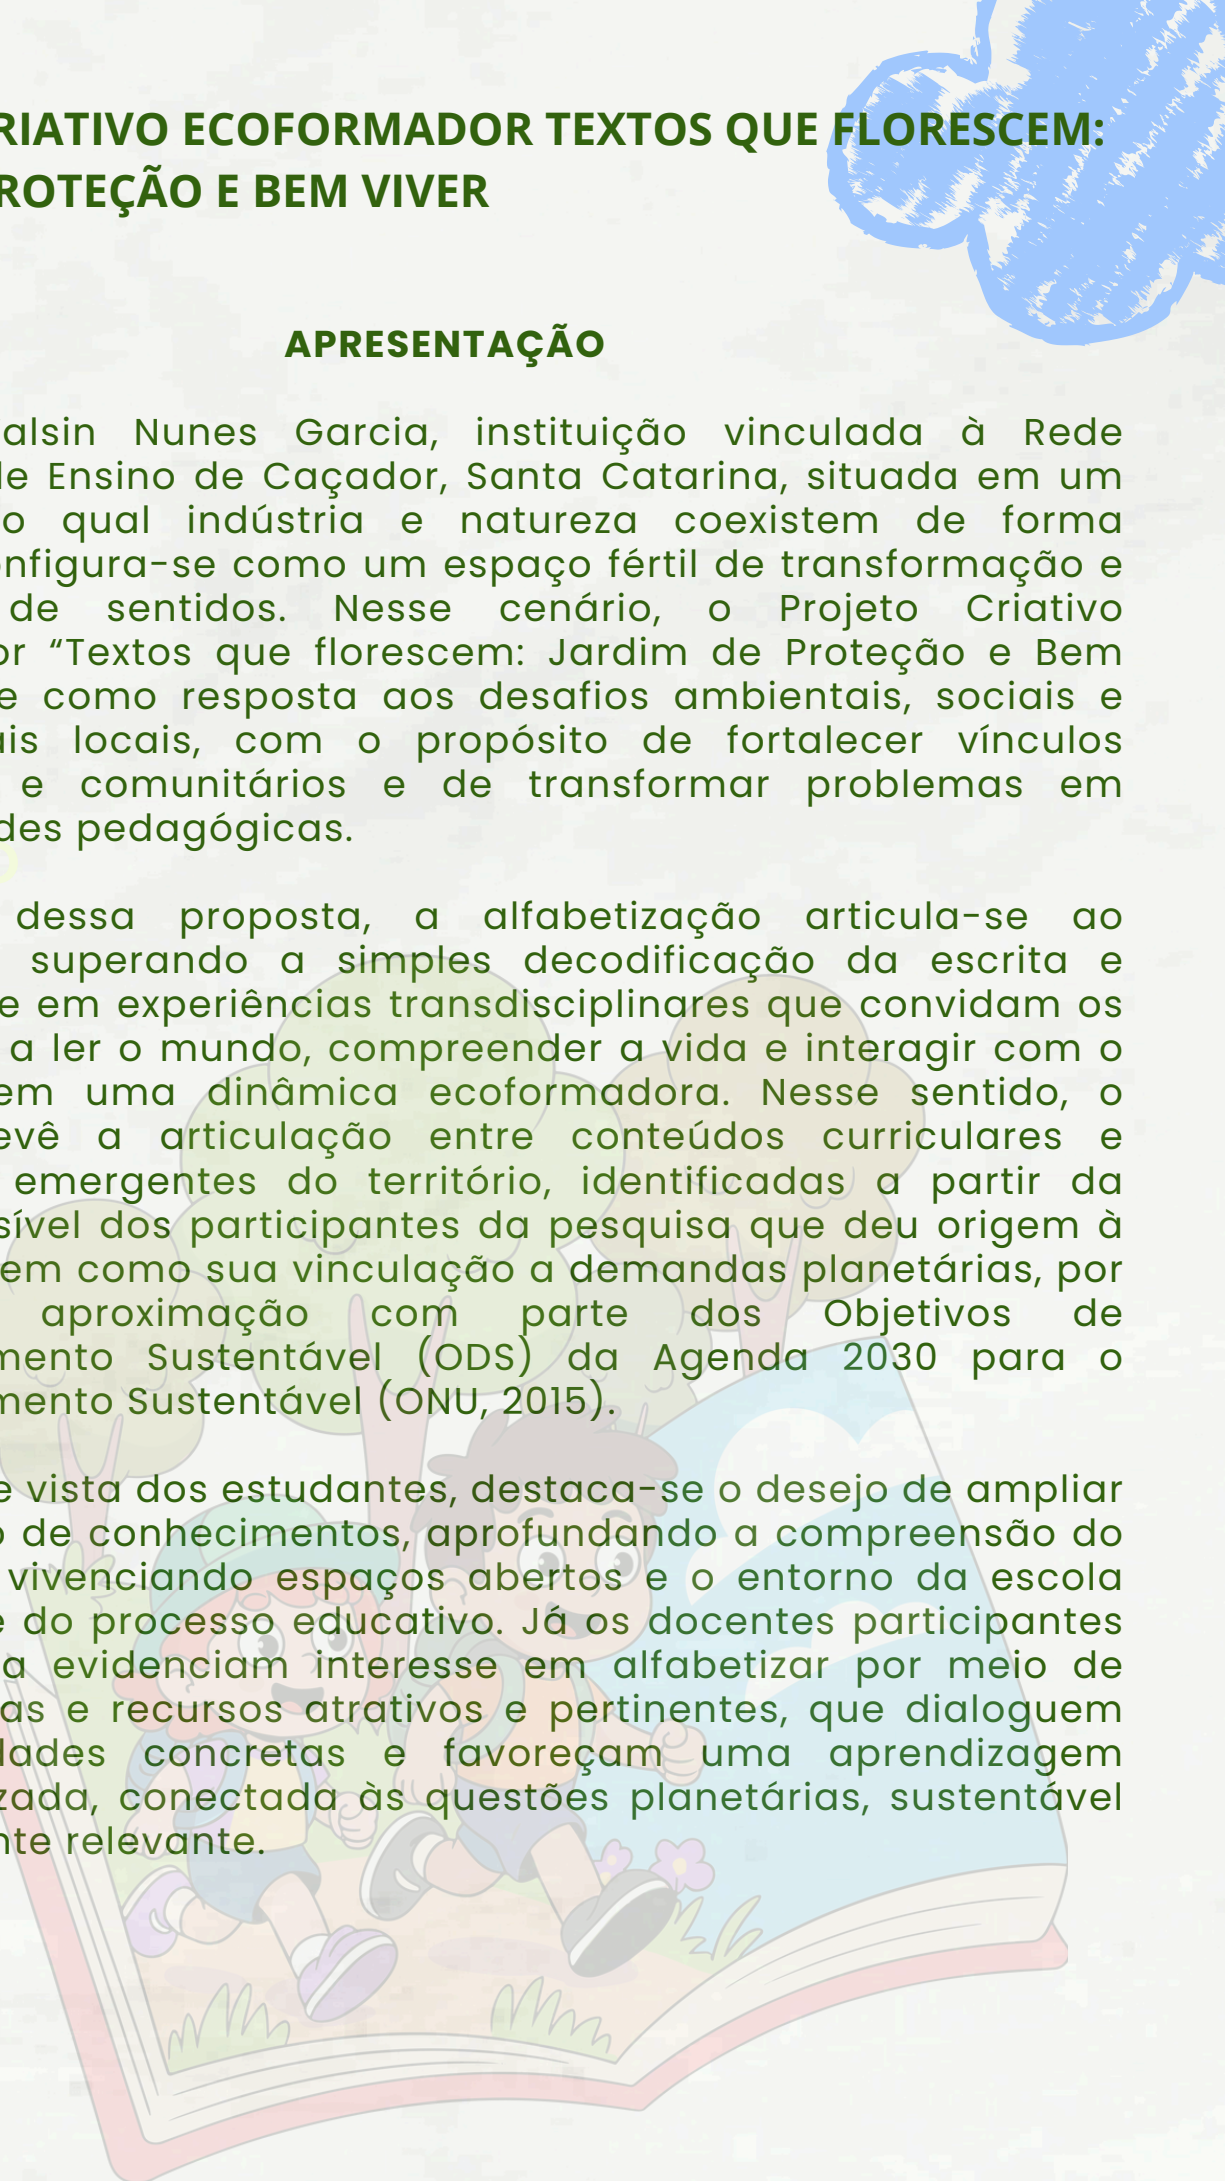 RIATIVO ECOFORMADOR TEXTOS QUE FLORESCEM:
ROTEÇÃO E BEM VIVER
APRESENTAÇÃO
alsin Nunes Garcia, instituição vinculada à Rede
le Ensino de Caçador, Santa Catarina, situada em um
o qual indústria e natureza coexistem de forma
nfigura-se como um espaço fértil de transformação e
de sentidos. Nesse cenário, o Projeto Criativo
or “Textos que florescem: Jardim de Proteção e Bem
e como resposta aos desafios ambientais, sociais e
is locais, com o propósito de fortalecer vínculos
e comunitários e de transformar problemas em
des pedagógicas.
dessa proposta, a alfabetização articula-se ao
superando a simples decodificação da escrita e
e em experiências transdisciplinares que convidam os
a ler o mundo, compreender a vida e interagir com o
em uma dinâmica ecoformadora. Nesse sentido, o
evê a articulação entre conteúdos curriculares e
emergentes do território, identificadas a partir da
sível dos participantes da pesquisa que deu origem à
em como sua vinculação a demandas planetárias, por
aproximação com parte dos Objetivos de
mento Sustentável (ODS) da Agenda 2030 para o
mento Sustentável (ONU, 2015).
e vista dos estudantes, destaca-se o desejo de ampliar
o de conhecimentos, aprofundando a compreensão do
vivenciando espaços abertos e o entorno da escola
e do processo educativo. Já os docentes participantes
a evidenciam interesse em alfabetizar por meio de
as e recursos atrativos e pertinentes, que dialoguem
dades concretas e favoreçam uma aprendizagem
zada, conectada às questões planetárias, sustentável
nte relevante.